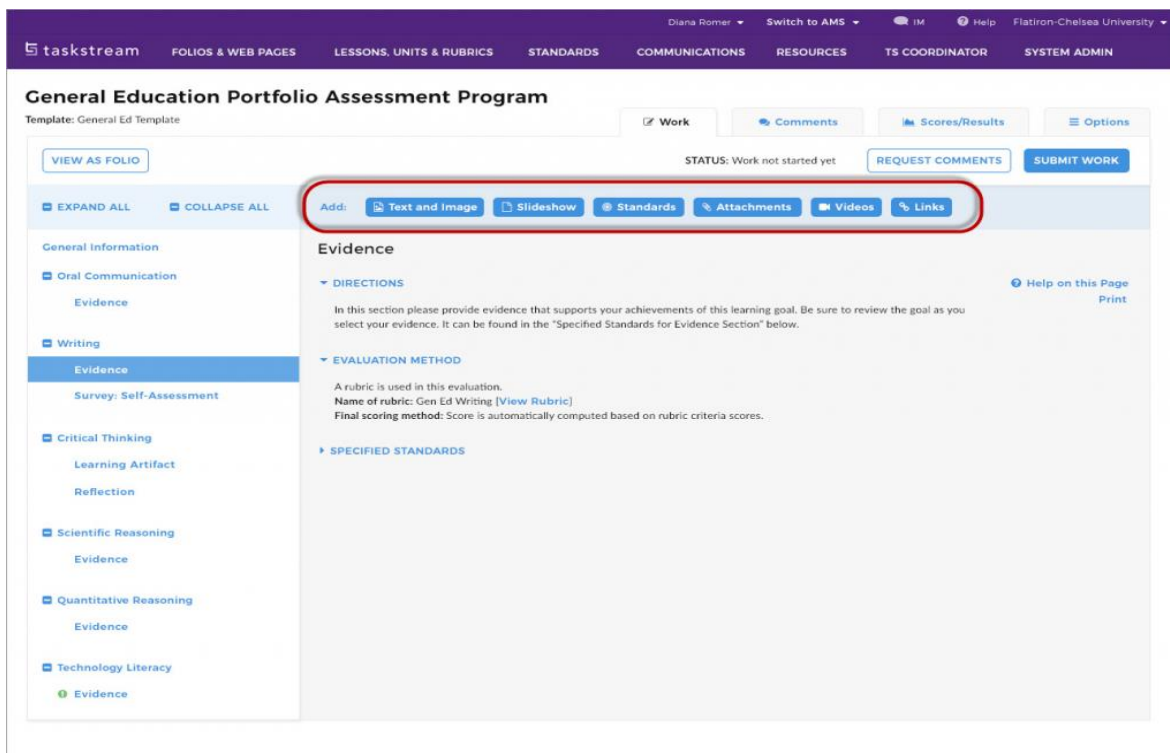 Diana Romer Switch to AMS IM Help Flatiron-Chelsea University
taskstream FOLIOS & WEB PAGES LESSONS, UNITS & RUBRICS STANDARDS COMMUNICATIONS RESOURCES TS COORDINATOR SYSTEM ADMIN
General Education Portfolio Assessment Program
Template: General Ed Template
Work Comments Scores/Results Options
VIEW AS FOLIO STATUS: Work not started yet REQUEST COMMENTS SUBMIT WORK
EXPAND ALL COLLAPSE ALL Add: Text and Image Slideshow Standards Attachments Videos Links
General Information
Oral Communication
Evidence
Writing
Evidence
Survey: Self-Assessment
Critical Thinking
Learning Artifact
Reflection
Scientific Reasoning
Evidence
Quantitative Reasoning
Evidence
Technology Literacy
Evidence
Evidence
DIRECTIONS
Help on this Page
Print
In this section please provide evidence that supports your achievements of this learning goal. Be sure to review the goal as you
select your evidence. It can be found in the "Specified Standards for Evidence Section" below.
EVALUATION METHOD
A rubric is used in this evaluation.
Name of rubric: Gen Ed Writing [View Rubric]
Final scoring method: Score is automatically computed based on rubric criteria scores.
SPECIFIED STANDARDS